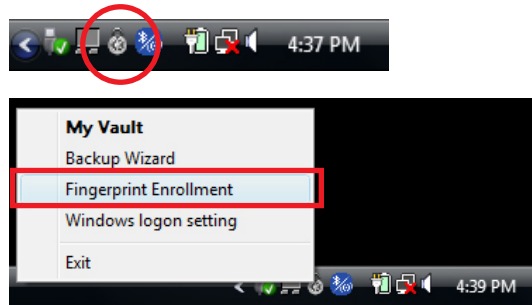 4:37 PM
My Vault
Backup Wizard
Fingerprint Enrollment
Windows logon setting
Exit
4:39 PM